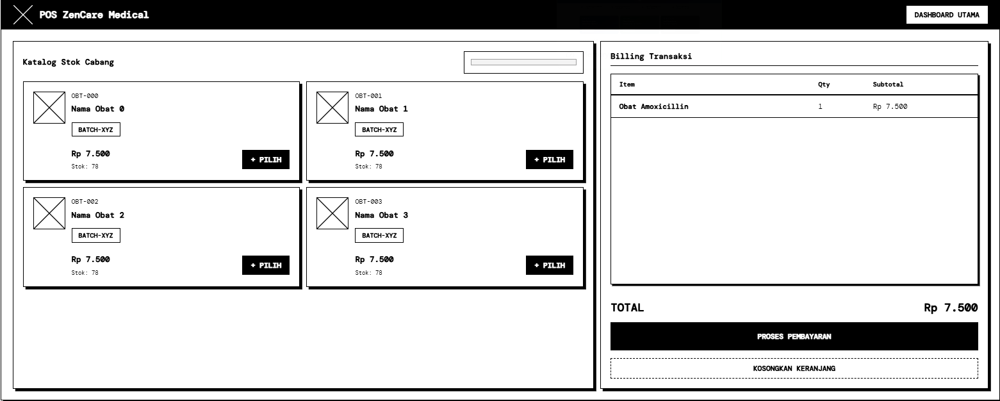 POS ZenCare Medical
DASHBOARD UTAMA
Katalog Stok Cabang
OBT-000
Nama Obat 0
BATCH-XYZ
Rp 7.500
Stok: 78
+ PILIH
OBT-001
Nama Obat 1
BATCH-XYZ
Rp 7.500
Stok: 78
+ PILIH
OBT-002
Nama Obat 2
BATCH-XYZ
Rp 7.500
Stok: 78
+ PILIH
OBT-003
Nama Obat 3
BATCH-XYZ
Rp 7.500
Stok: 78
+ PILIH
Billing Transaksi
Item Qty Subtotal
Obat Amoxicillin 1 Rp 7.500
TOTAL Rp 7.500
PROSES PEMBAYARAN
KOSONGKAN KERANJANG